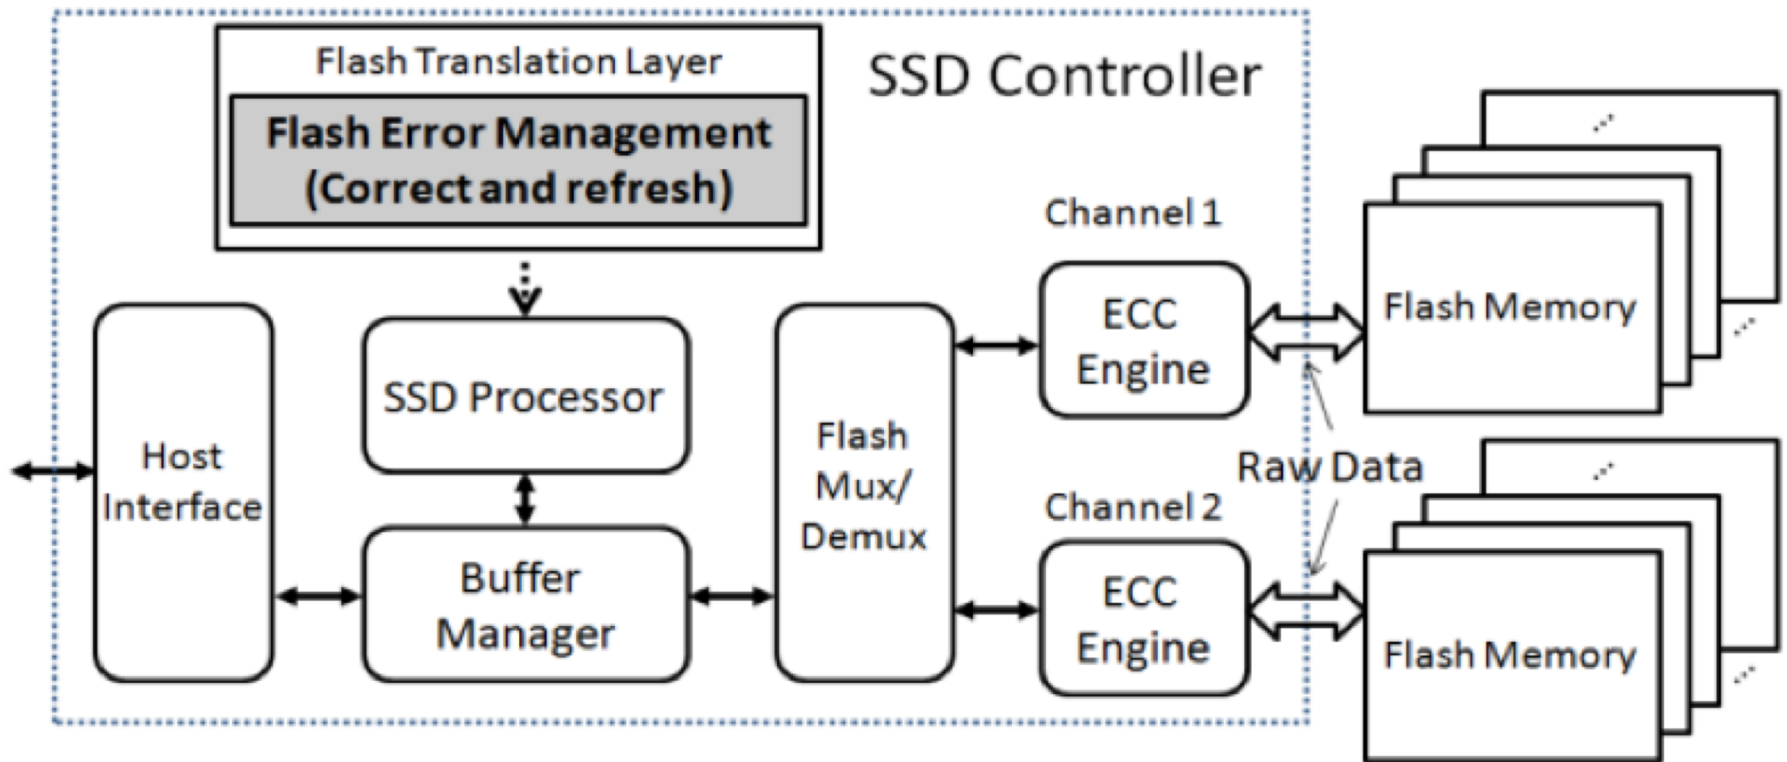 Flash Translation Layer
Flash Error Management
(Correct and refresh)
SSD Controller
Host
Interface
SSD Processor
Buffer
Manager
Flash
Mux/
Demux
Channel 1
ECC
Engine
Channel 2
ECC
Engine
Raw Data
Flash Memory
Flash Memory